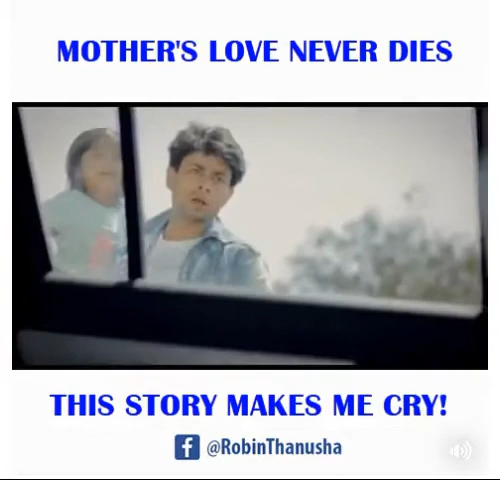 MOTHER'S LOVE NEVER DIES
THIS STORY MAKES ME CRY!
f @RobinThanusha